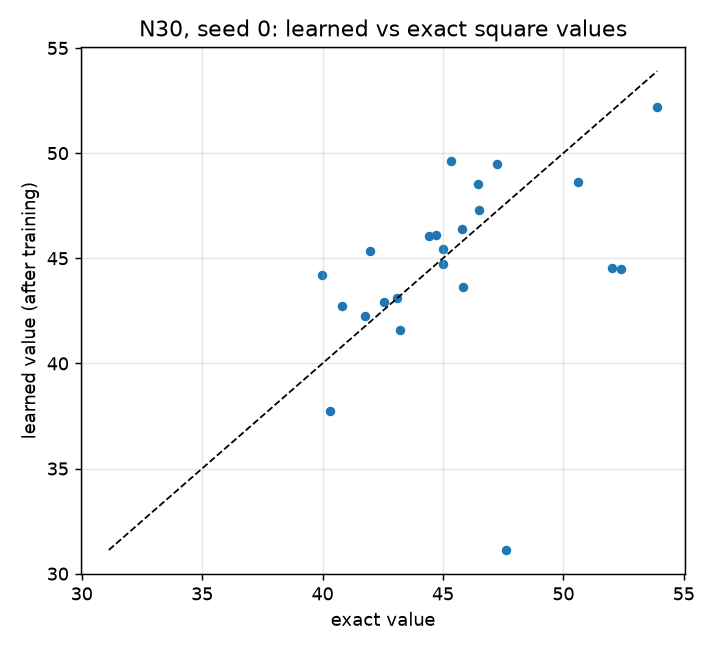 N30, seed 0: learned vs exact square values
55
50
45
40
35
30
learned value (after training)
30 35 40 45 50 55
exact value